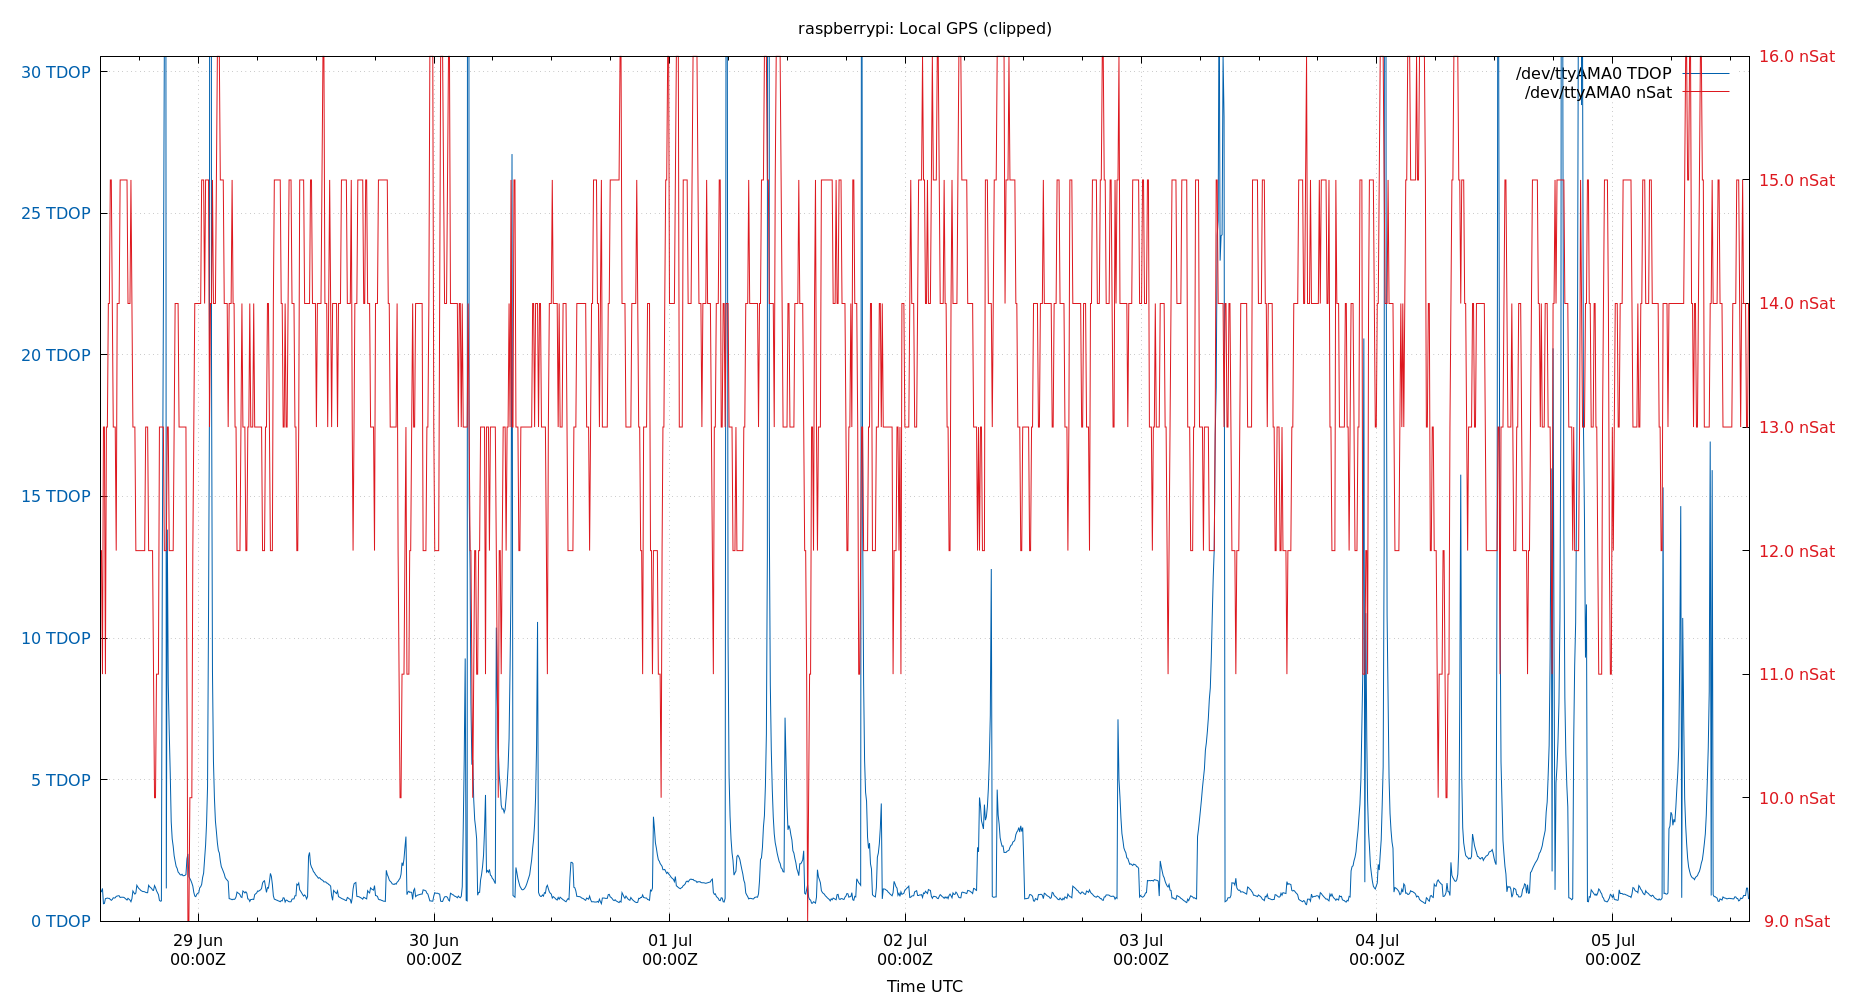 raspberrypi: Local GPS (clipped)
30 TDOP
25 TDOP
20 TDOP
15 TDOP
10 TDOP
5 TDOP
0 TDOP
16.0 nSat
15.0 nSat
14.0 nSat
13.0 nSat
12.0 nSat
11.0 nSat
10.0 nSat
9.0 nSat
/dev/ttyAMA0 TDOP
/dev/ttyAMA0 nSat
29 Jun 30 Jun 01 Jul 02 Jul 03 Jul 04 Jul 05 Jul
00:00Z 00:00Z 00:00Z 00:00Z 00:00Z 00:00Z 00:00Z
Time UTC